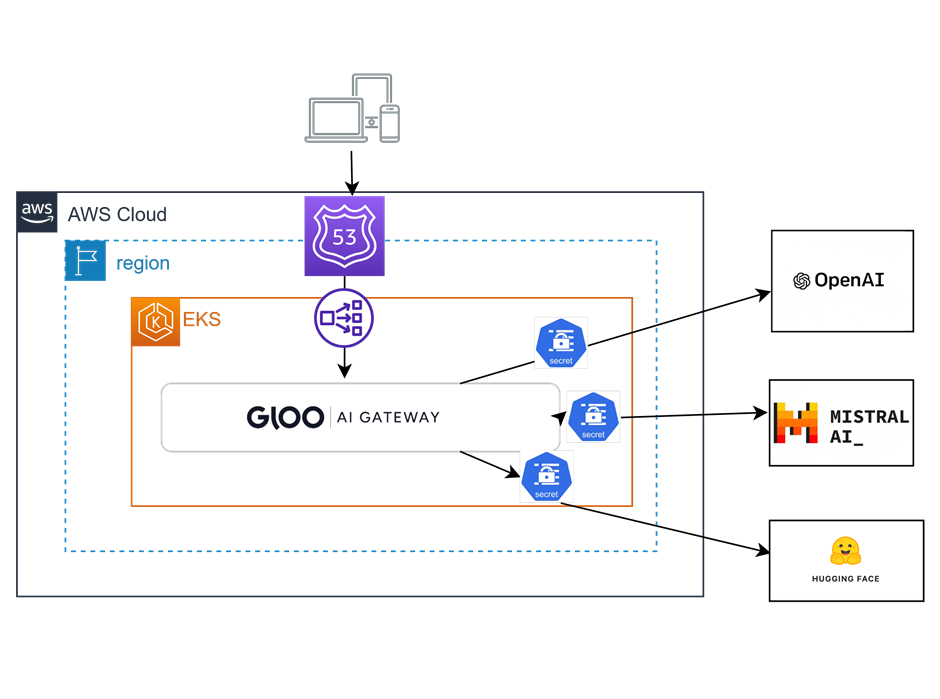 aws
AWS Cloud
53
region
EKS
OpenAI
secret
GLOO | AI GATEWAY
secret
MISTRAL
AI_
secret
HUGGING FACE